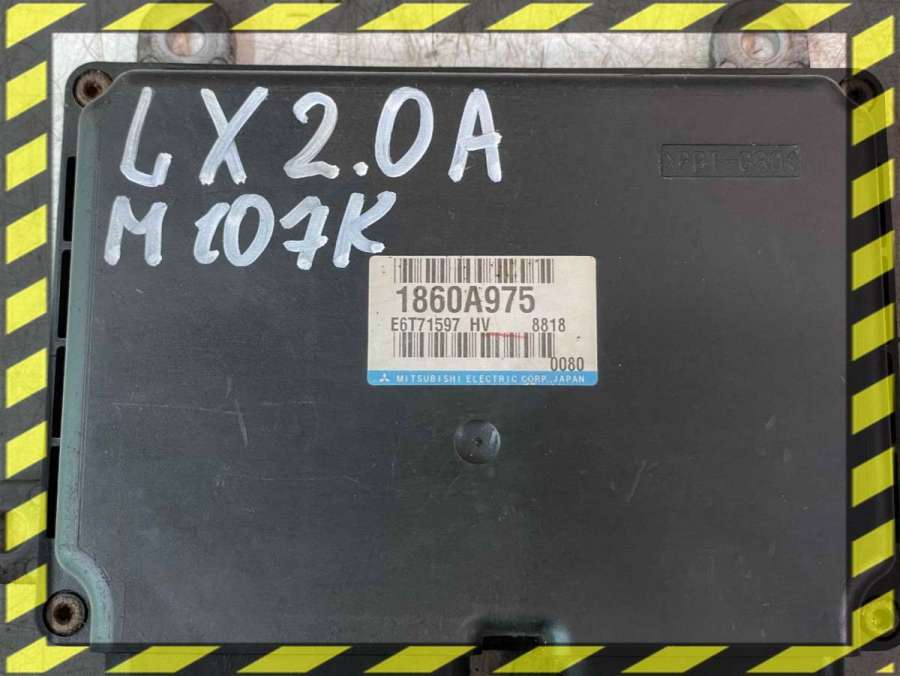 LX2.0A
M107K
1860A975
E6T71597 HV 8818
0080
MITSUBISHI ELECTRIC CORP., JAPAN